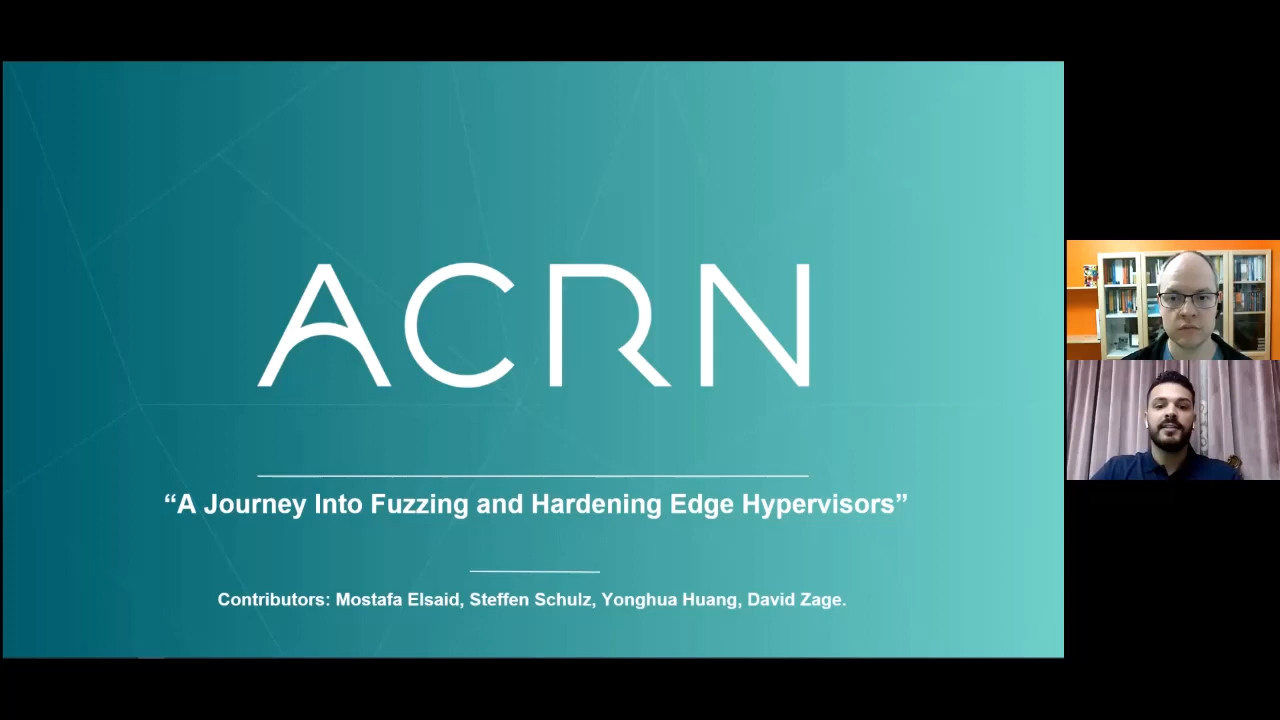 ACRN
“A Journey Into Fuzzing and Hardening Edge Hypervisors”
Contributors: Mostafa Elsaid, Steffen Schulz, Yonghua Huang, David Zage.